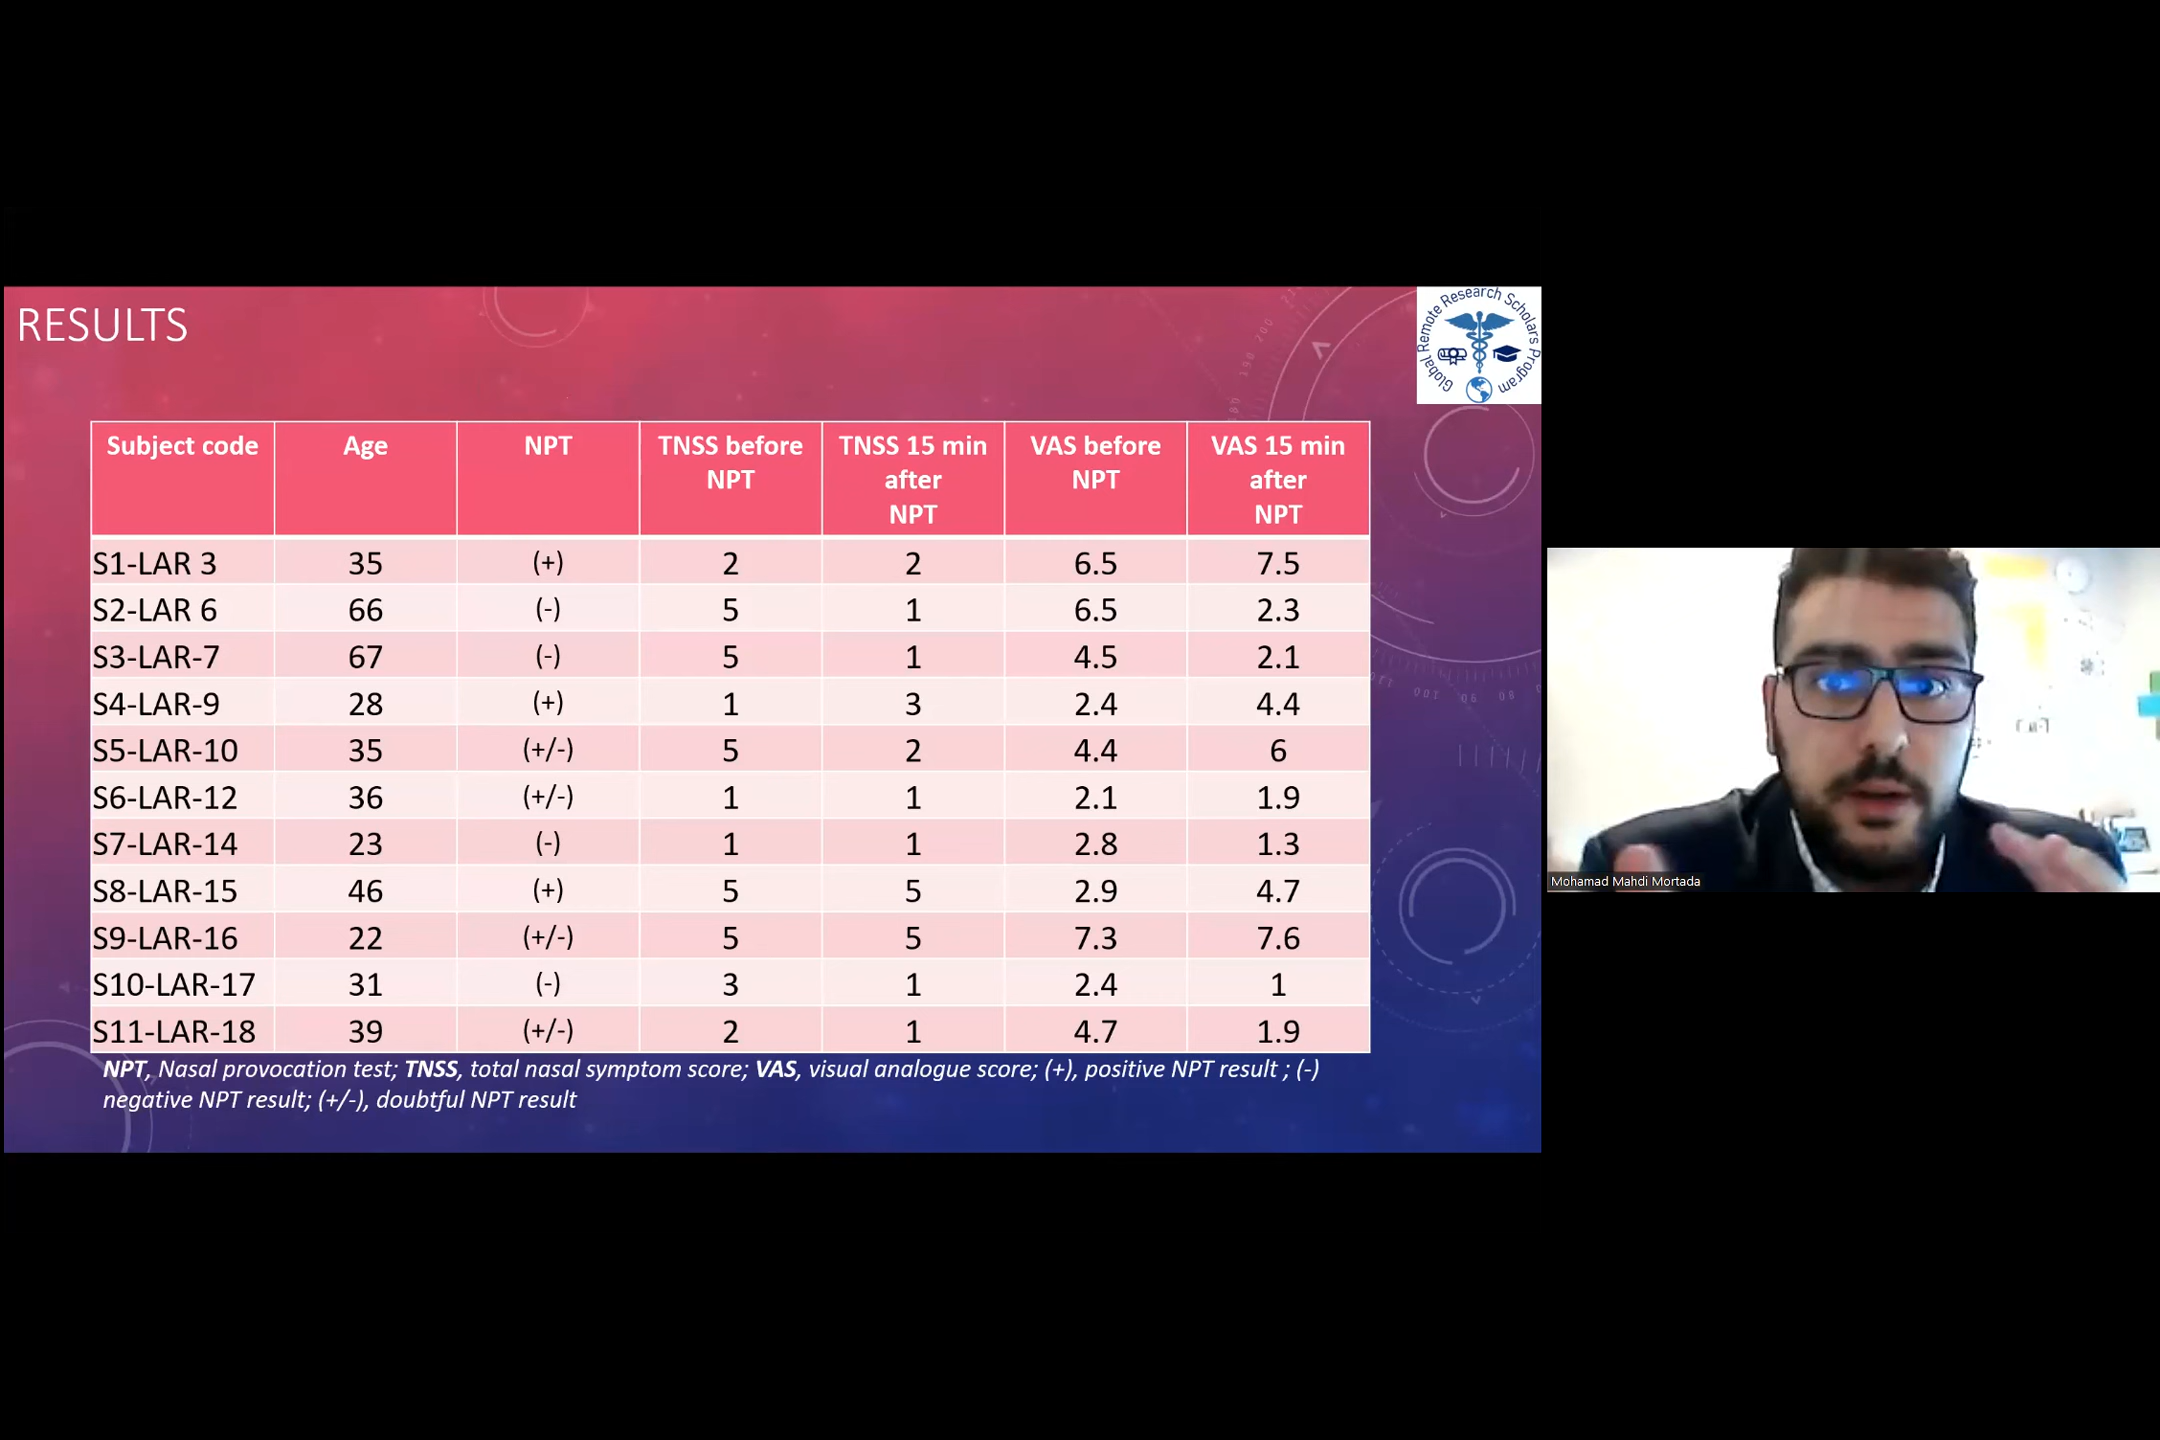 RESULTS
Global Remote Research Scholars Program
Subject code Age NPT TNSS before NPT TNSS 15 min after NPT VAS before NPT VAS 15 min after NPT
S1-LAR 3 35 (+) 2 2 6.5 7.5
S2-LAR 6 66 (-) 5 1 6.5 2.3
S3-LAR-7 67 (-) 5 1 4.5 2.1
S4-LAR-9 28 (+) 1 3 2.4 4.4
S5-LAR-10 35 (+/-) 5 2 4.4 6
S6-LAR-12 36 (+/-) 1 1 2.1 1.9
S7-LAR-14 23 (-) 1 1 2.8 1.3
S8-LAR-15 46 (+) 5 5 2.9 4.7
S9-LAR-16 22 (+/-) 5 5 7.3 7.6
S10-LAR-17 31 (-) 3 1 2.4 1
S11-LAR-18 39 (+/-) 2 1 4.7 1.9
NPT, Nasal provocation test; TNSS, total nasal symptom score; VAS, visual analogue score; (+), positive NPT result ; (-)
negative NPT result; (+/-), doubtful NPT result
Mohamad Mahdi Mortada